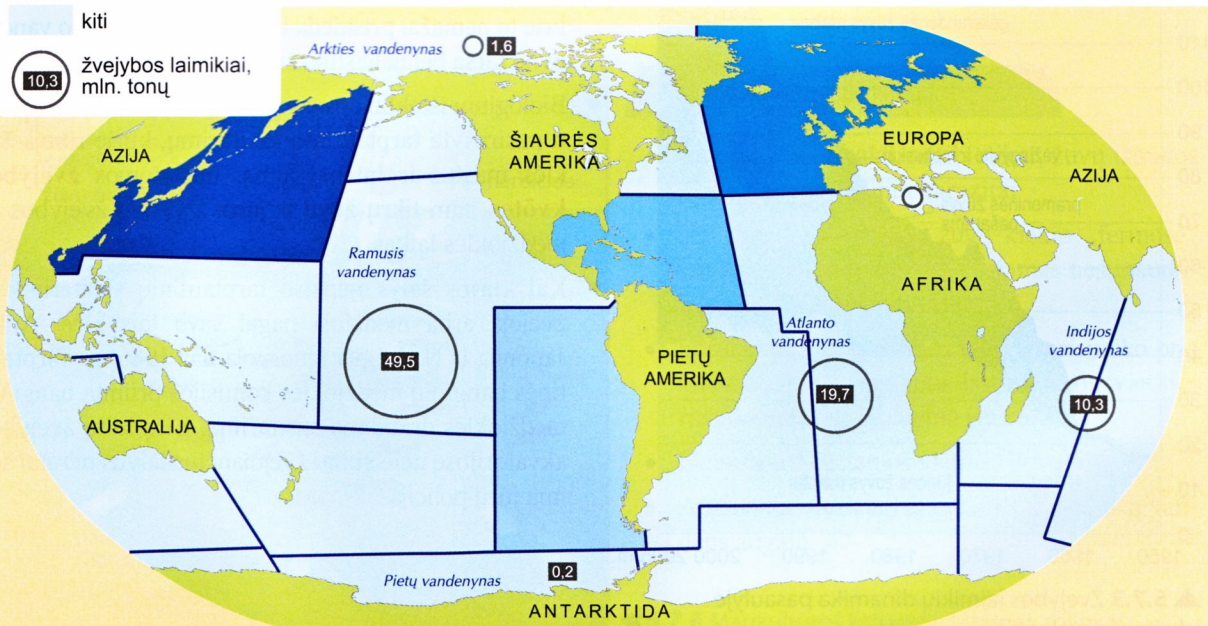 kiti
10,3
žvejybos laimikiai,
mln. tonų
Arkties vandenynas
1,6
AZIJA
ŠIAURĖS
AMERIKA
EUROPA
AZIJA
Ramusis
vandenynas
49,5
AFRIKA
Atlanto
vandenynas
19,7
Indijos
vandenynas
10,3
PIETŲ
AMERIKA
AUSTRALIJA
Pietų vandenynas
0,2
ANTARKTIDA